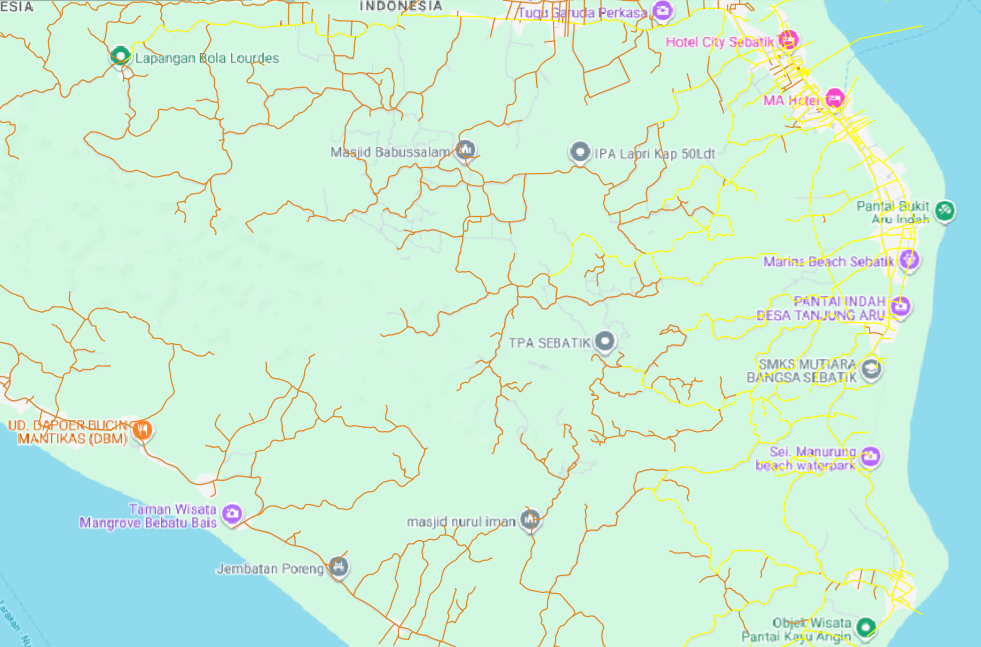 ESIA
INDONESIA
Tugu Garuda Perkasa
Hotel City Sebatik
Lapangan Bola Lourdes
MA Hotel
Masjid Babussalam
IPA Lapri Kap 50Ldt
Pantai Bukit
Aru Indah
Marina Beach Sebatik
PANTAI INDAH
DESA TANJUNG ARU
TPA SEBATIK
SMKS MUTIARA
BANGSA SEBATIK
UD. DAPOER BUCIN
MANTIKAS (DBM)
Sei. Manurung
beach waterpark
Taman Wisata
Mangrove Bebatu Bais
masjid nurul iman
Jembatan Poreng
Tarakan - Nu
Objek Wisata
Pantai Kayu Angin